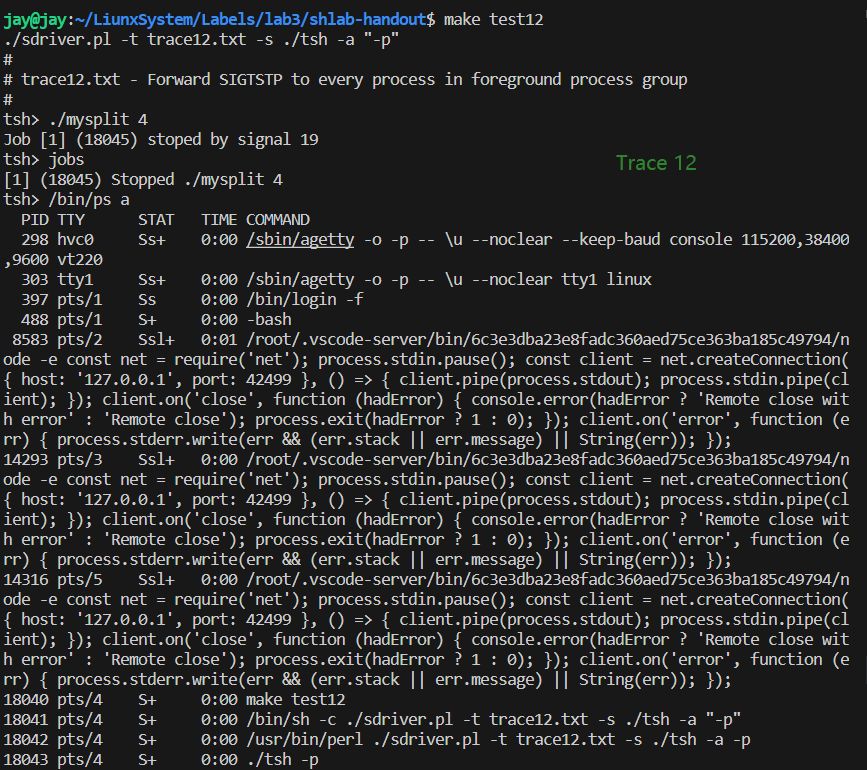 jay@jay:~/LiunxSystem/Labels/lab3/shlab-handout$ make test12
./sdriver.pl -t trace12.txt -s ./tsh -a "-p"
#
# trace12.txt - Forward SIGTSTP to every process in foreground process group
#
tsh> ./mysplit 4
Job [1] (18045) stoped by signal 19
tsh> jobs
Trace 12
[1] (18045) Stopped ./mysplit 4
tsh> /bin/ps a
  PID TTY      STAT   TIME COMMAND
  298 hvc0     Ss+    0:00 /sbin/agetty -o -p -- \u --noclear --keep-baud console 115200,38400
,9600 vt220
  303 tty1     Ss+    0:00 /sbin/agetty -o -p -- \u --noclear tty1 linux
  397 pts/1    Ss     0:00 /bin/login -f
  488 pts/1    S+     0:00 -bash
 8583 pts/2    Ssl+   0:01 /root/.vscode-server/bin/6c3e3dba23e8fadc360aed75ce363ba185c49794/n
ode -e const net = require('net'); process.stdin.pause(); const client = net.createConnection(
{ host: '127.0.0.1', port: 42499 }, () => { client.pipe(process.stdout); process.stdin.pipe(cl
ient); }); client.on('close', function (hadError) { console.error(hadError ? 'Remote close wit
h error' : 'Remote close'); process.exit(hadError ? 1 : 0); }); client.on('error', function (e
rr) { process.stderr.write(err && (err.stack || err.message) || String(err)); });
14293 pts/3    Ssl+   0:00 /root/.vscode-server/bin/6c3e3dba23e8fadc360aed75ce363ba185c49794/n
ode -e const net = require('net'); process.stdin.pause(); const client = net.createConnection(
{ host: '127.0.0.1', port: 42499 }, () => { client.pipe(process.stdout); process.stdin.pipe(cl
ient); }); client.on('close', function (hadError) { console.error(hadError ? 'Remote close wit
h error' : 'Remote close'); process.exit(hadError ? 1 : 0); }); client.on('error', function (e
rr) { process.stderr.write(err && (err.stack || err.message) || String(err)); });
14316 pts/5    Ssl+   0:00 /root/.vscode-server/bin/6c3e3dba23e8fadc360aed75ce363ba185c49794/n
ode -e const net = require('net'); process.stdin.pause(); const client = net.createConnection(
{ host: '127.0.0.1', port: 42499 }, () => { client.pipe(process.stdout); process.stdin.pipe(cl
ient); }); client.on('close', function (hadError) { console.error(hadError ? 'Remote close wit
h error' : 'Remote close'); process.exit(hadError ? 1 : 0); }); client.on('error', function (e
rr) { process.stderr.write(err && (err.stack || err.message) || String(err)); });
18040 pts/4    S+     0:00 make test12
18041 pts/4    S+     0:00 /bin/sh -c ./sdriver.pl -t trace12.txt -s ./tsh -a "-p"
18042 pts/4    S+     0:00 /usr/bin/perl ./sdriver.pl -t trace12.txt -s ./tsh -a -p
18043 pts/4    S+     0:00 ./tsh -p